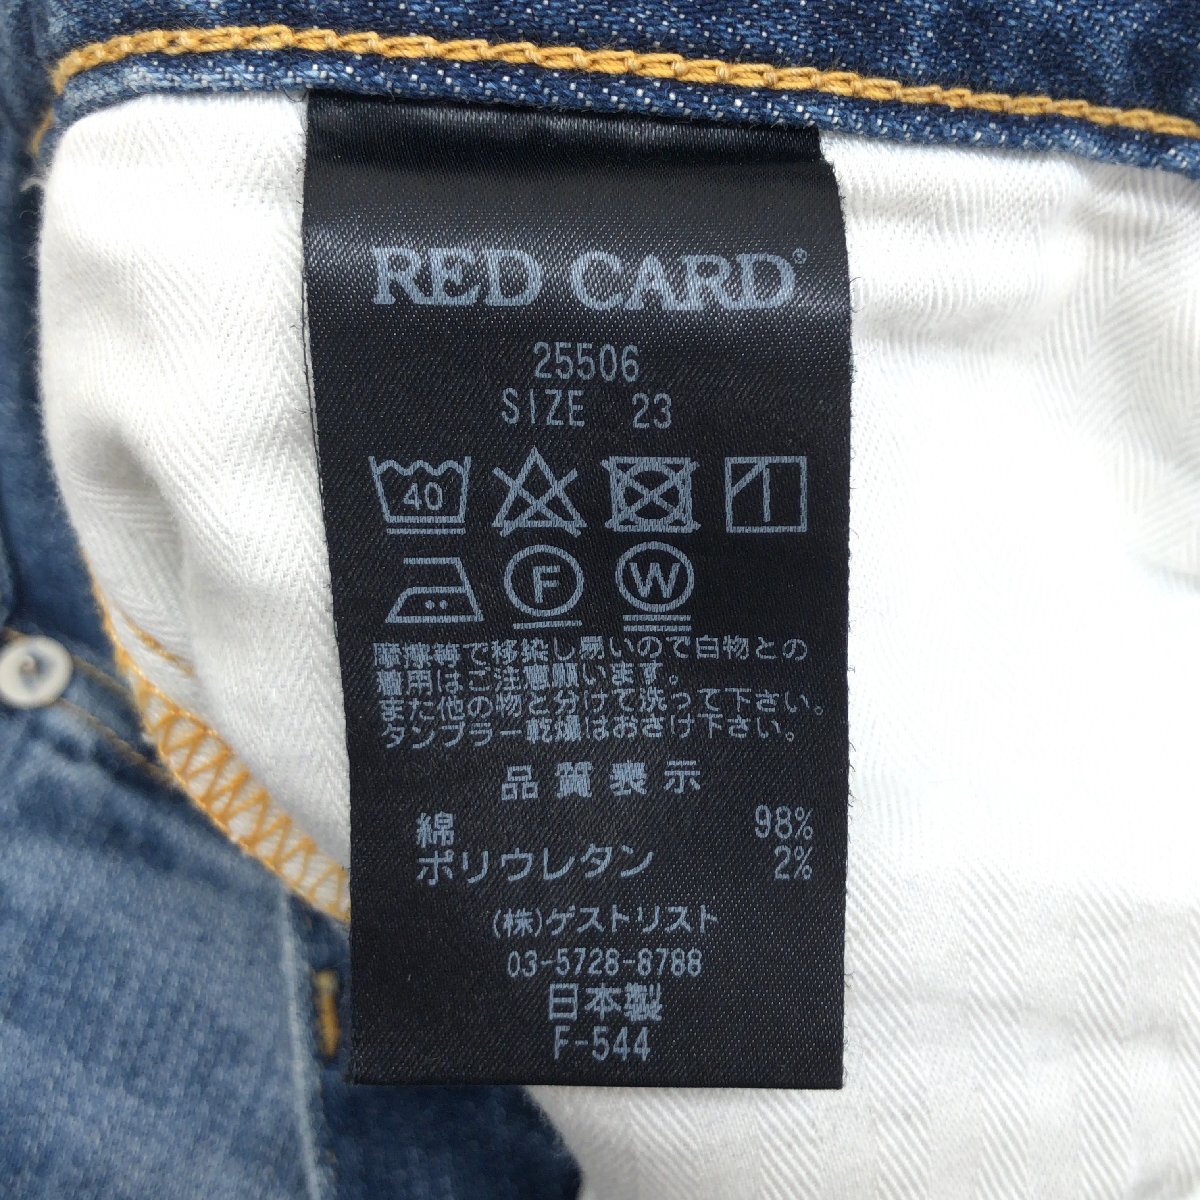 RED CARD®
25506
SIZE 23
40
F W
摩擦等で移染し易いので白物との
着用はご注意願います。
また他の物と分けて洗って下さい。
タンブラー乾燥はおさけ下さい。
品質表示
綿 98%
ポリウレタン 2%
(株)ゲストリスト
03-5728-8788
日本製
F-544